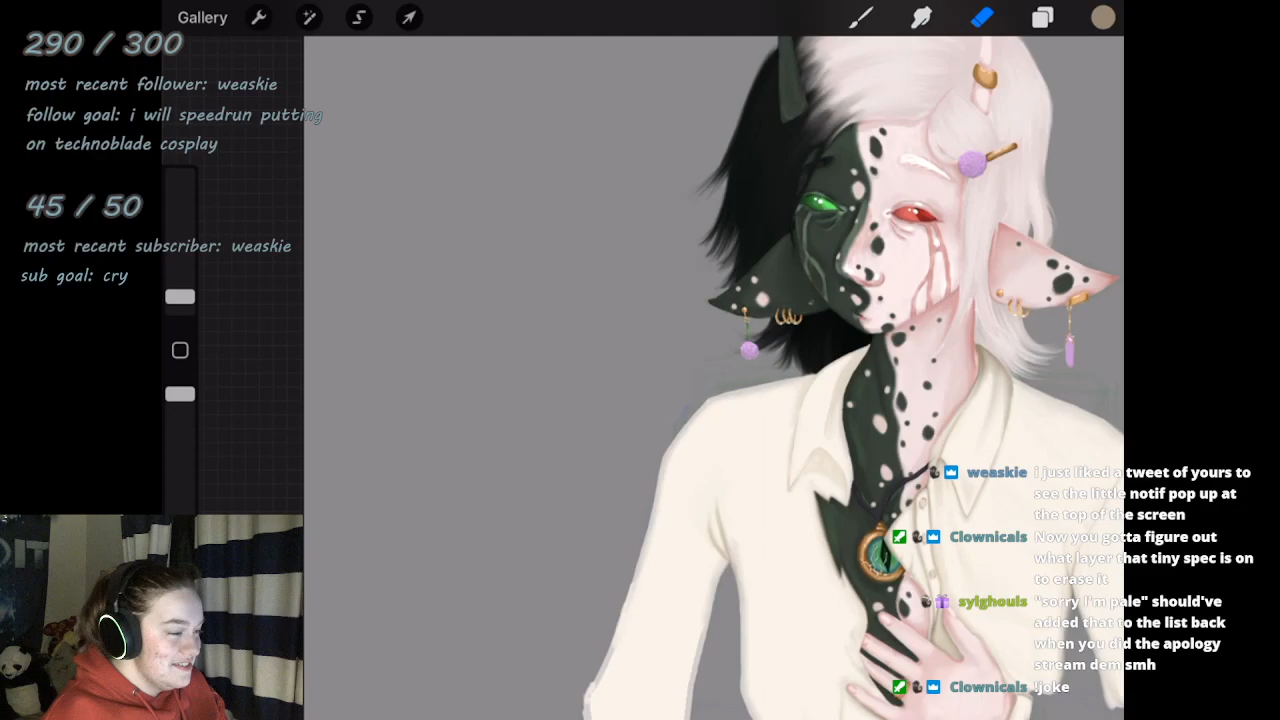 Gallery
290 / 300
most recent follower: weaskie
follow goal: i will speedrun putting
on technoblade cosplay
45 / 50
most recent subscriber: weaskie
sub goal: cry
weaskie i just liked a tweet of yours to
see the little notif pop up at
the top of the screen
Clownicals Now you gotta figure out
what layer that tiny spec is on
to erase it
sylghouls "sorry I'm pale" should've
added that to the list back
when you did the apology
stream dem smh
Clownicals !joke